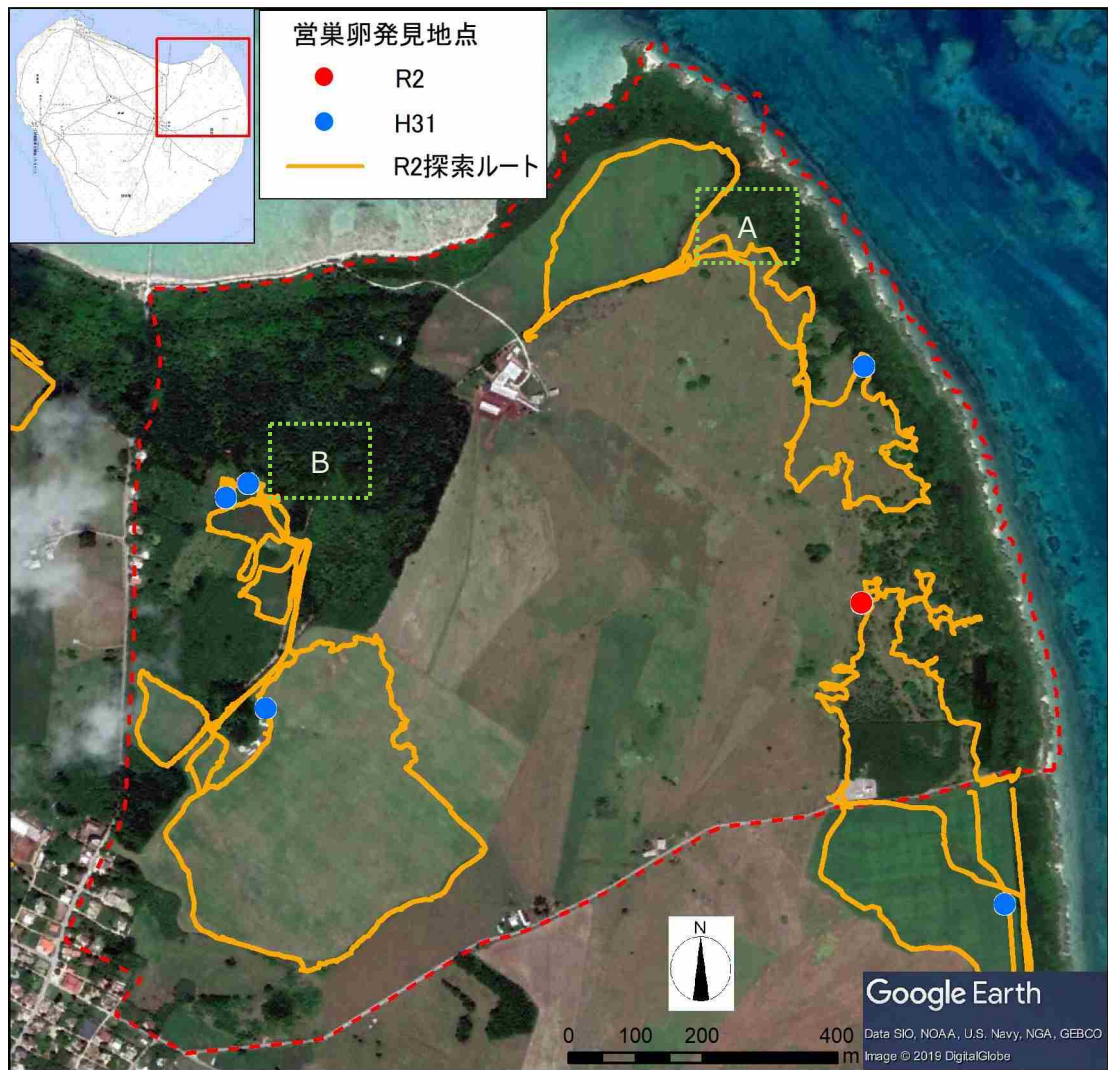 営巣卵発見地点
R2
H31
R2探索ルート
A
B
N
0 100 200 400
m
Google Earth
Data SIO, NOAA, U.S. Navy, NGA, GEBCO
Image © 2019 DigitalGlobe